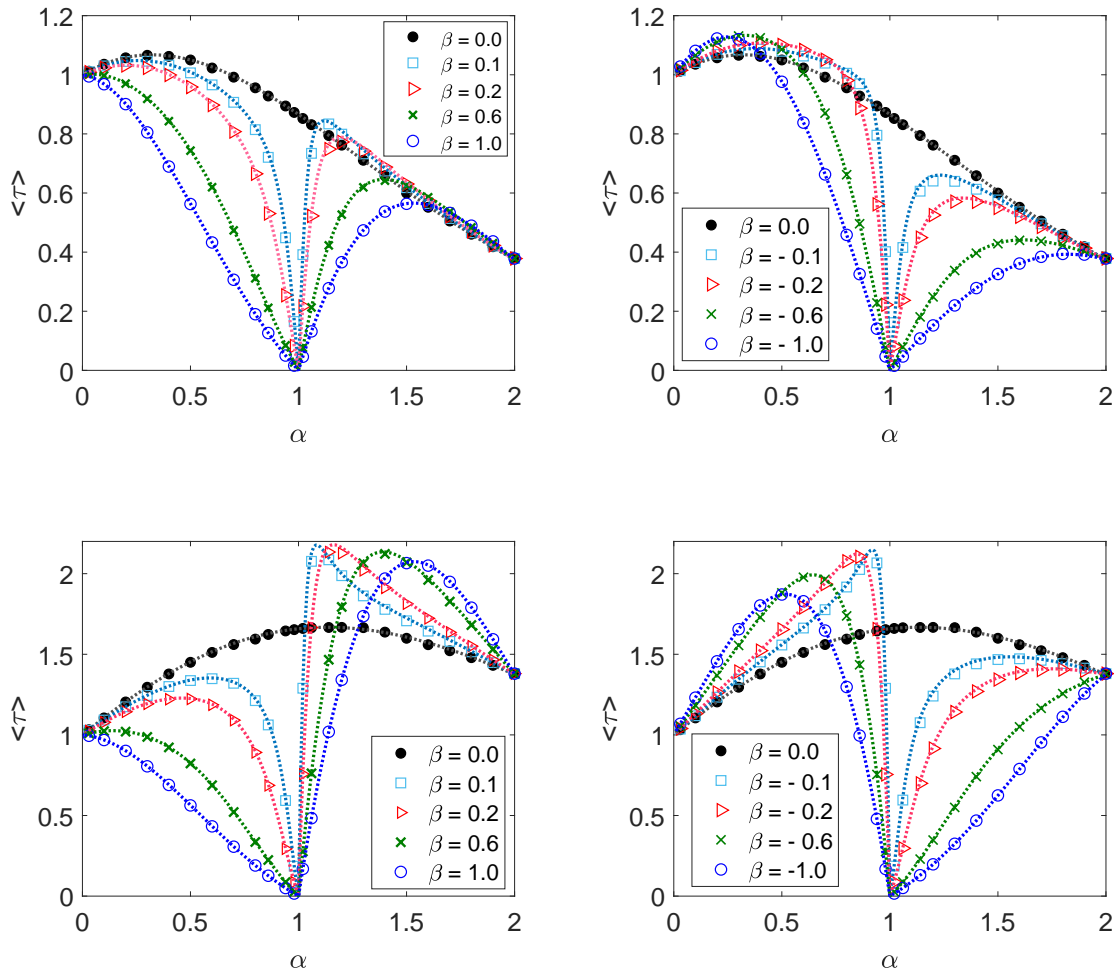 1.2
1
0.8
0.6
0.4
0.2
0
<τ>
0
0.5
1
1.5
2
α
β = 0.0
β = 0.1
β = 0.2
β = 0.6
β = 1.0
1.2
1
0.8
0.6
0.4
0.2
0
<τ>
0
0.5
1
1.5
2
α
β = 0.0
β = - 0.1
β = - 0.2
β = - 0.6
β = - 1.0
2
1.5
1
0.5
0
<τ>
0
0.5
1
1.5
2
α
β = 0.0
β = 0.1
β = 0.2
β = 0.6
β = 1.0
2
1.5
1
0.5
0
<τ>
0
0.5
1
1.5
2
α
β = 0.0
β = - 0.1
β = - 0.2
β = - 0.6
β = -1.0